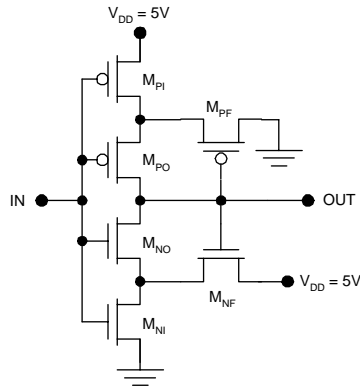 V_DD = 5V
M_PI
M_PF
M_PO
IN
OUT
M_NO
V_DD = 5V
M_NF
M_NI